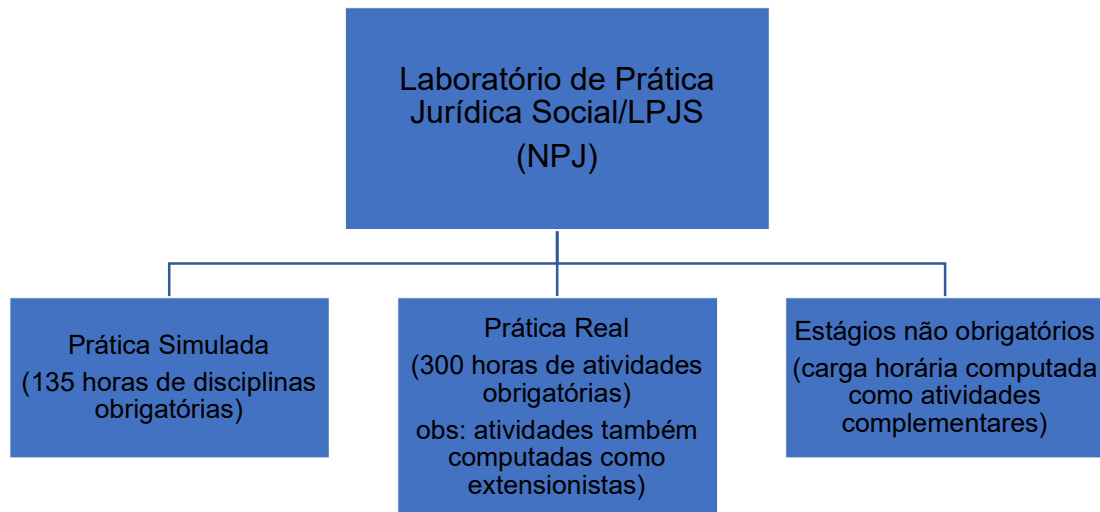 Laboratório de Prática
Jurídica Social/LPJS
(NPJ)
Prática Simulada
(135 horas de disciplinas
obrigatórias)
Prática Real
(300 horas de atividades
obrigatórias)
obs: atividades também
computadas como
extensionistas)
Estágios não obrigatórios
(carga horária computada
como atividades
complementares)